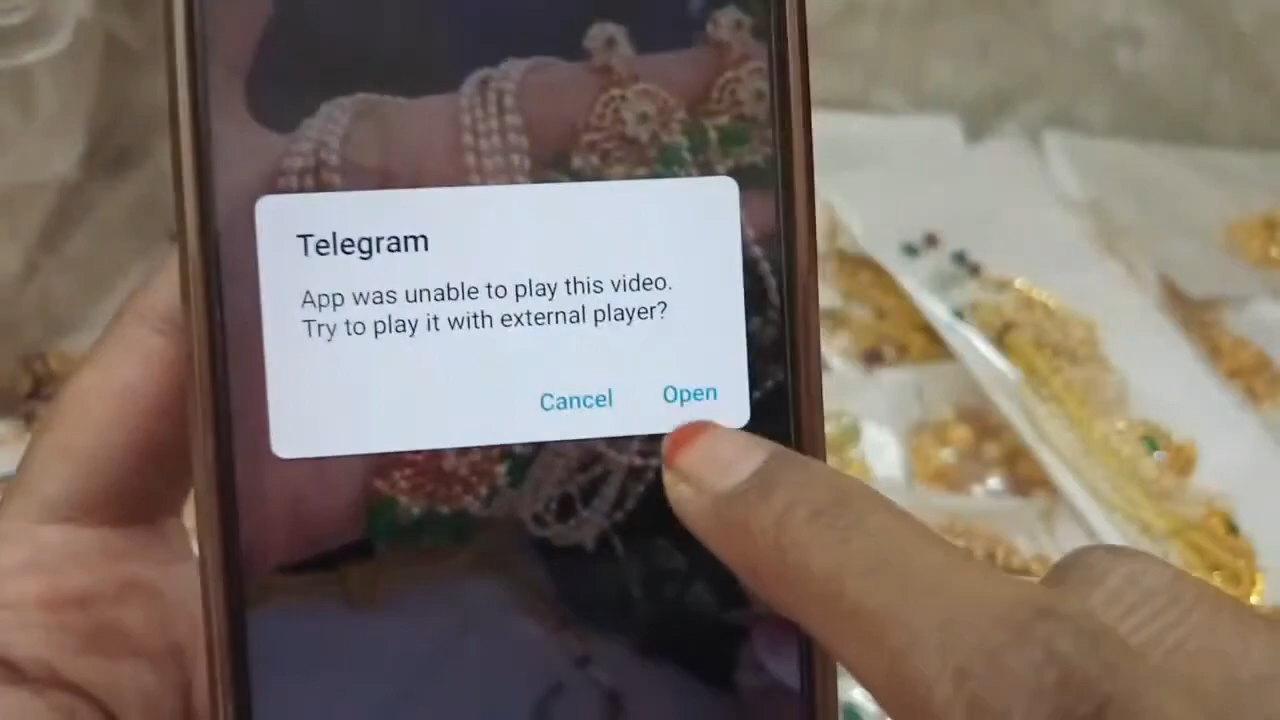 Telegram
App was unable to play this video.
Try to play it with external player?
Cancel Open